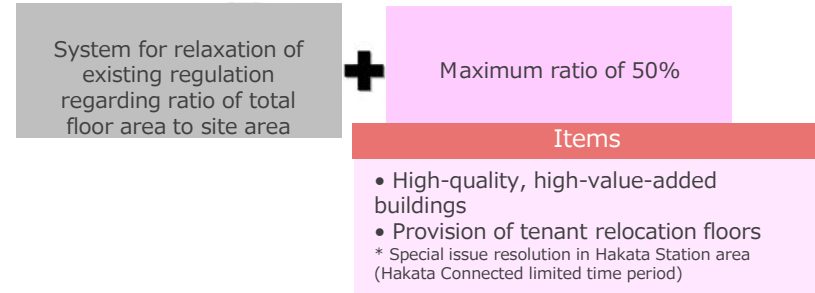 System for relaxation of
existing regulation
regarding ratio of total
floor area to site area
Maximum ratio of 50%
Items
• High-quality, high-value-added
buildings
• Provision of tenant relocation floors
* Special issue resolution in Hakata Station area
(Hakata Connected limited time period)